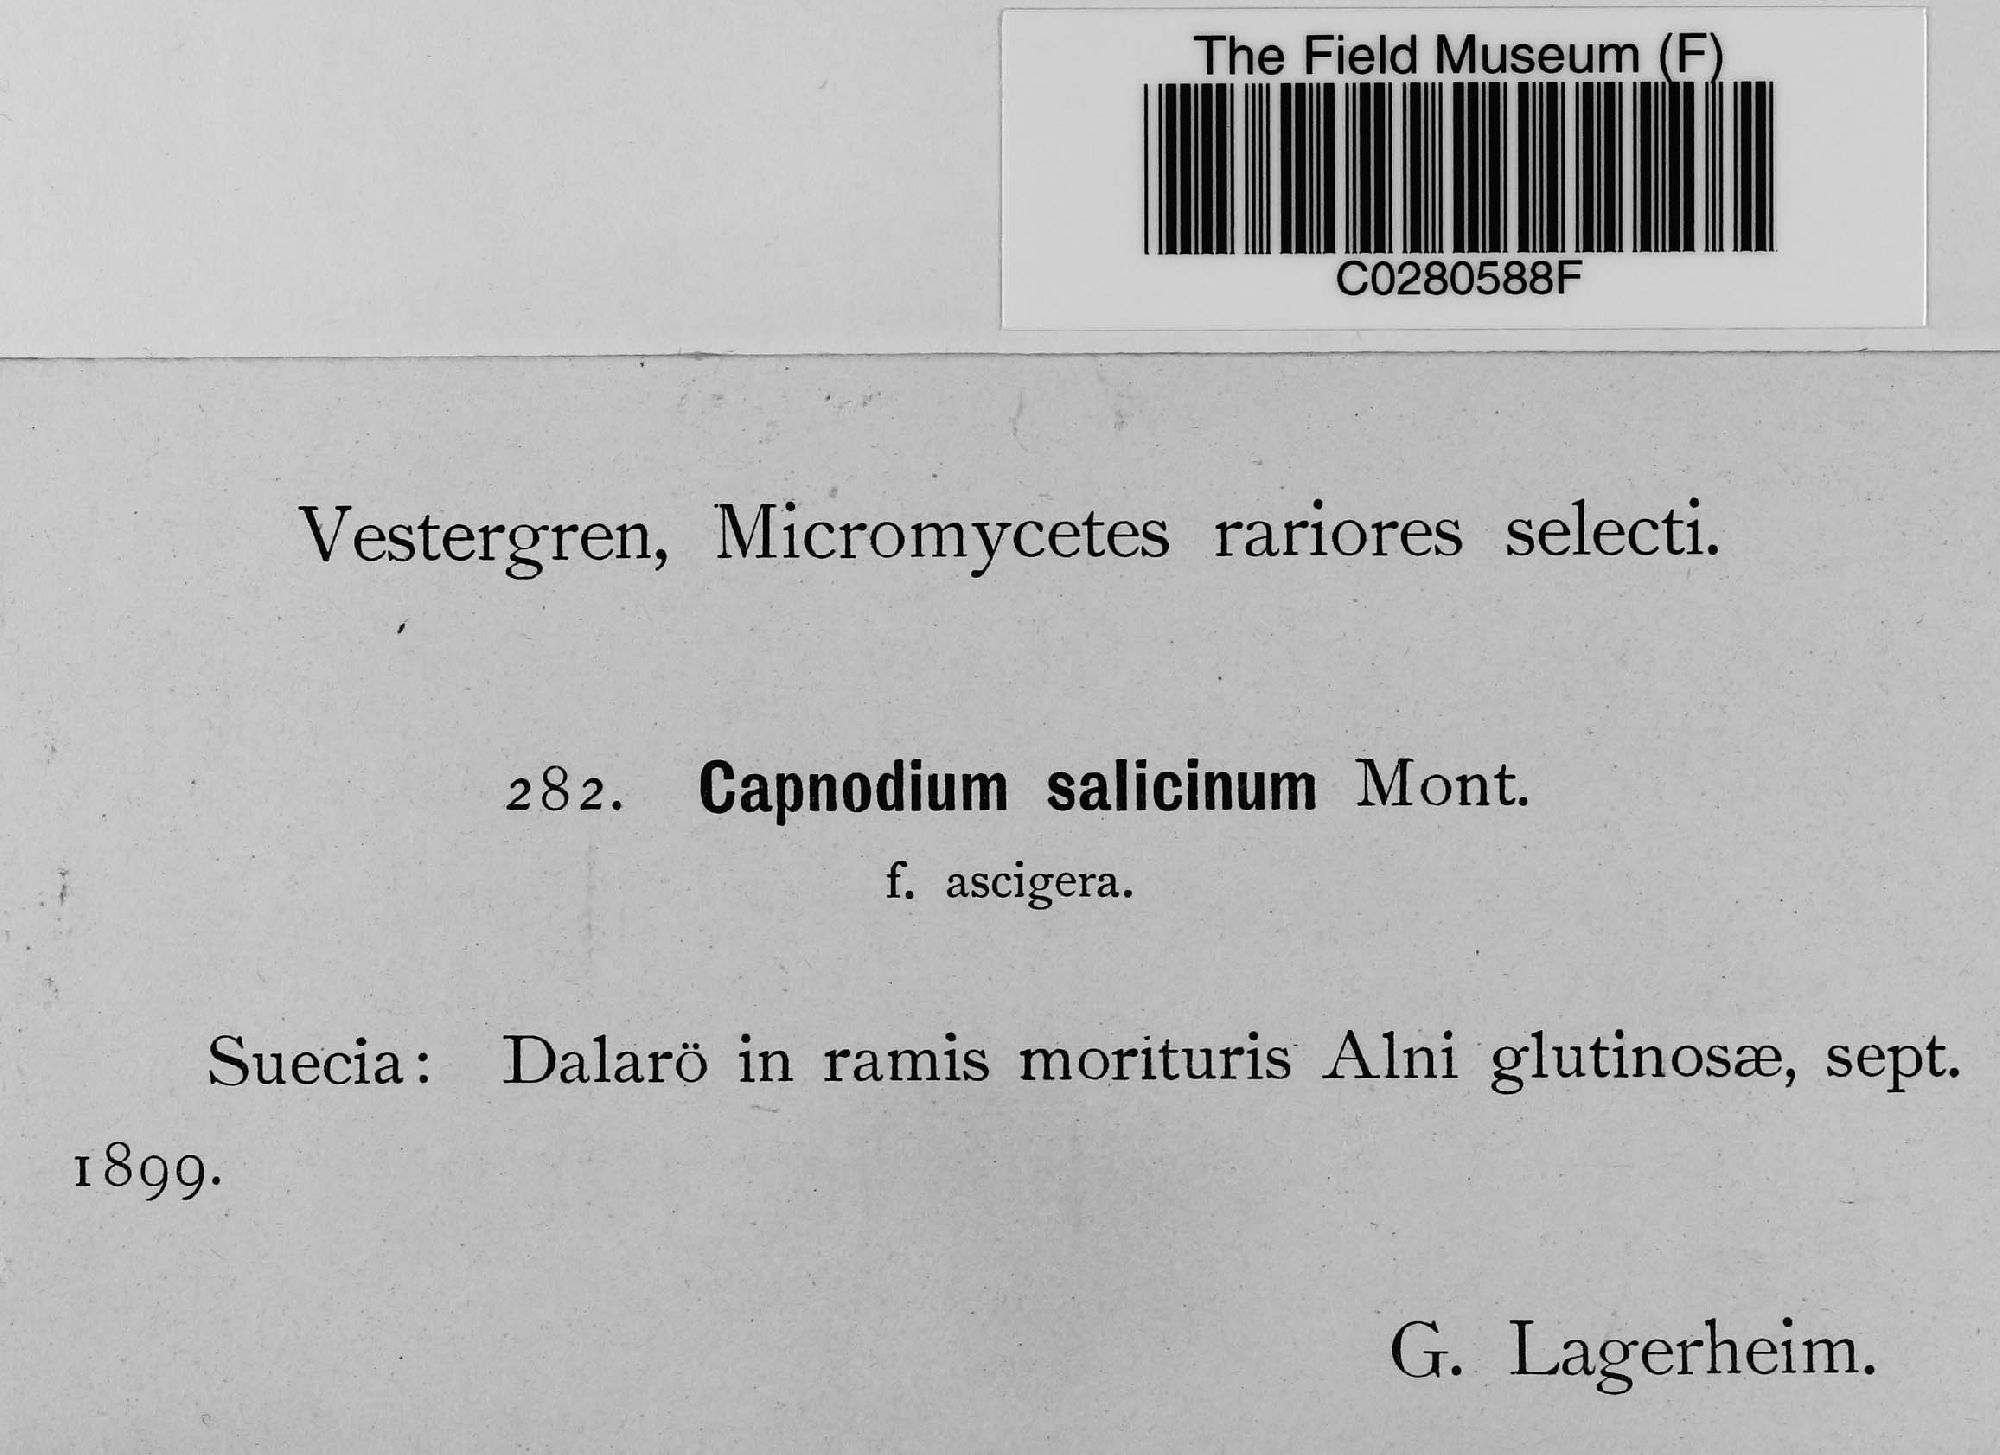 The Field Museum (F)
C0280588F
Vestergren, Micromycetes rariores selecti.
282. Capnodium salicinum Mont.
f. ascigera.
Suecia: Dalarö in ramis morituris Alni glutinosæ, sept.
1899.
G. Lagerheim.